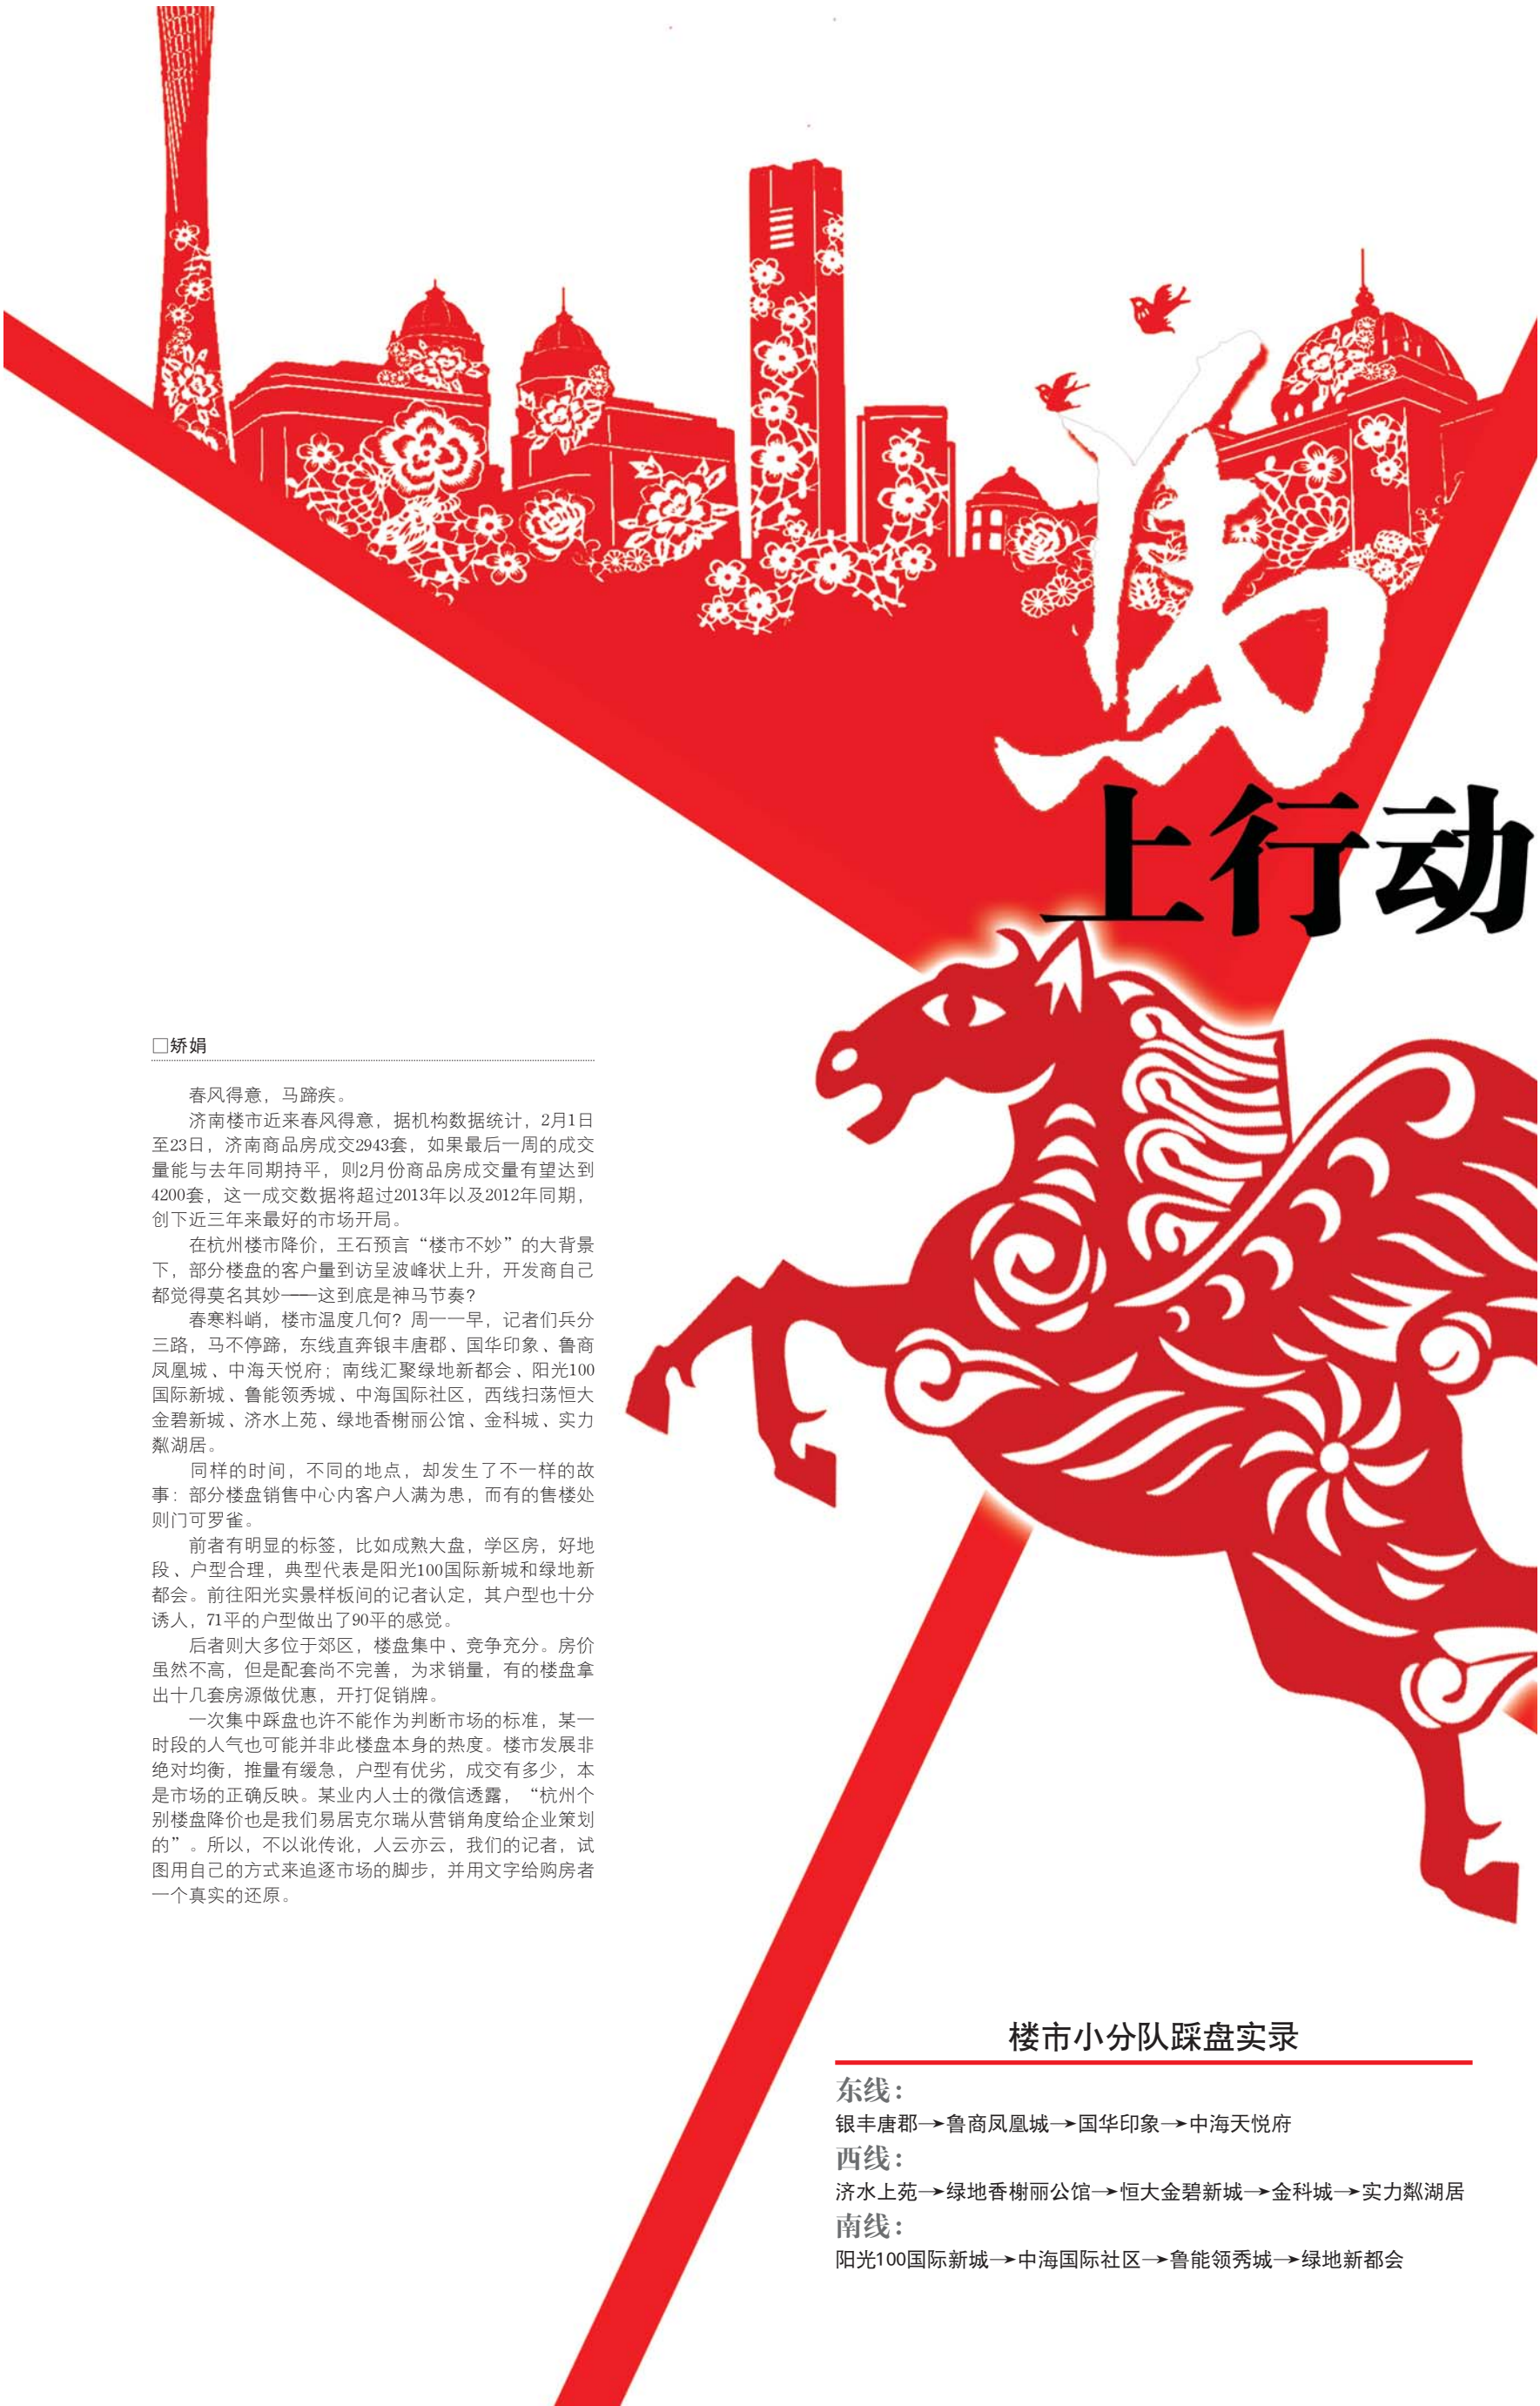 马
上行动
□矫娟
春风得意，马蹄疾。
济南楼市近来春风得意，据机构数据统计，2月1日
至23日，济南商品房成交2943套，如果最后一周的成交
量能与去年同期持平，则2月份商品房成交量有望达到
4200套，这一成交数据将超过2013年以及2012年同期，
创下近三年来最好的市场开局。
在杭州楼市降价，王石预言“楼市不妙”的大背景
下，部分楼盘的客户量到访呈波峰状上升，开发商自己
都觉得莫名其妙——这到底是神马节奏？
春寒料峭，楼市温度几何？周一一早，记者们兵分
三路，马不停蹄，东线直奔银丰唐郡、国华印象、鲁商
凤凰城、中海天悦府；南线汇聚绿地新都会、阳光100
国际新城、鲁能领秀城、中海国际社区，西线扫荡恒大
金碧新城、济水上苑、绿地香榭丽公馆、金科城、实力
粼湖居。
同样的时间，不同的地点，却发生了不一样的故
事：部分楼盘销售中心内客户人满为患，而有的售楼处
则门可罗雀。
前者有明显的标签，比如成熟大盘，学区房，好地
段、户型合理，典型代表是阳光100国际新城和绿地新
都会。前往阳光实景样板间的记者认定，其户型也十分
诱人，71平的户型做出了90平的感觉。
后者则大多位于郊区，楼盘集中、竞争充分。房价
虽然不高，但是配套尚不完善，为求销量，有的楼盘拿
出十几套房源做优惠，开打促销牌。
一次集中踩盘也许不能作为判断市场的标准，某一
时段的人气也可能并非此楼盘本身的热度。楼市发展非
绝对均衡，推量有缓急，户型有优劣，成交有多少，本
是市场的正确反映。某业内人士的微信透露，“杭州个
别楼盘降价也是我们易居克尔瑞从营销角度给企业策划
的”。所以，不以讹传讹，人云亦云，我们的记者，试
图用自己的方式来追逐市场的脚步，并用文字给购房者
一个真实的还原。
楼市小分队踩盘实录
东线：
银丰唐郡→鲁商凤凰城→国华印象→中海天悦府
西线：
济水上苑→绿地香榭丽公馆→恒大金碧新城→金科城→实力粼湖居
南线：
阳光100国际新城→中海国际社区→鲁能领秀城→绿地新都会